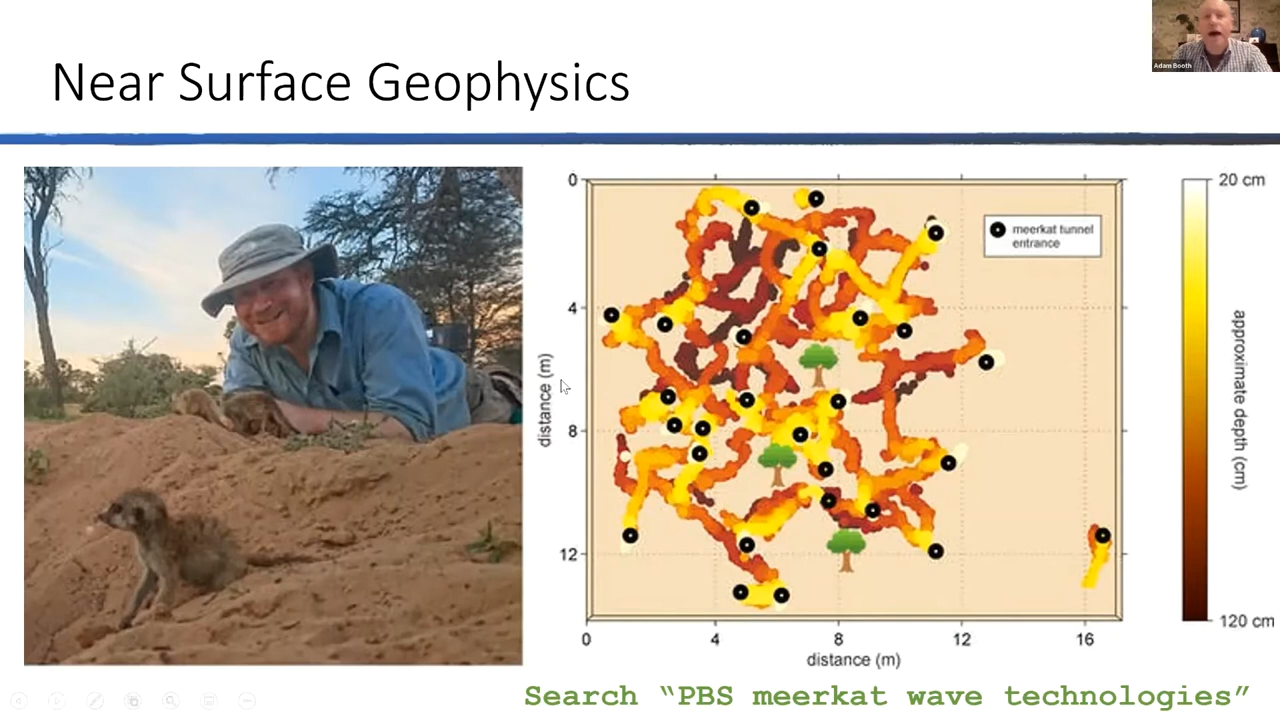 Near Surface Geophysics
Adam Booth
0
4
8
12
distance (m)
meerkat tunnel
entrance
0
4
8
12
16
distance (m)
20 cm
approximate depth (cm)
120 cm
Search “PBS meerkat wave technologies”